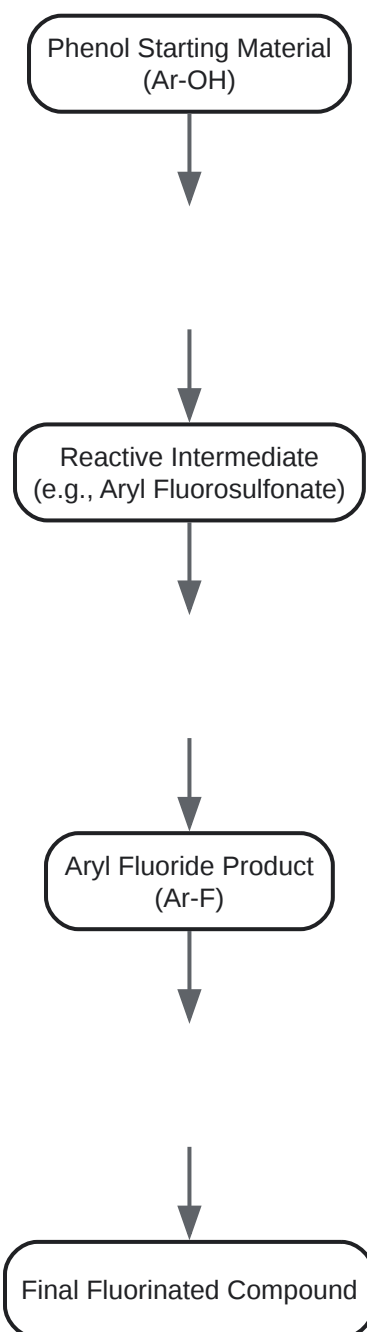 Phenol Starting Material
(Ar-OH)
Reactive Intermediate
(e.g., Aryl Fluorosulfonate)
Aryl Fluoride Product
(Ar-F)
Final Fluorinated Compound